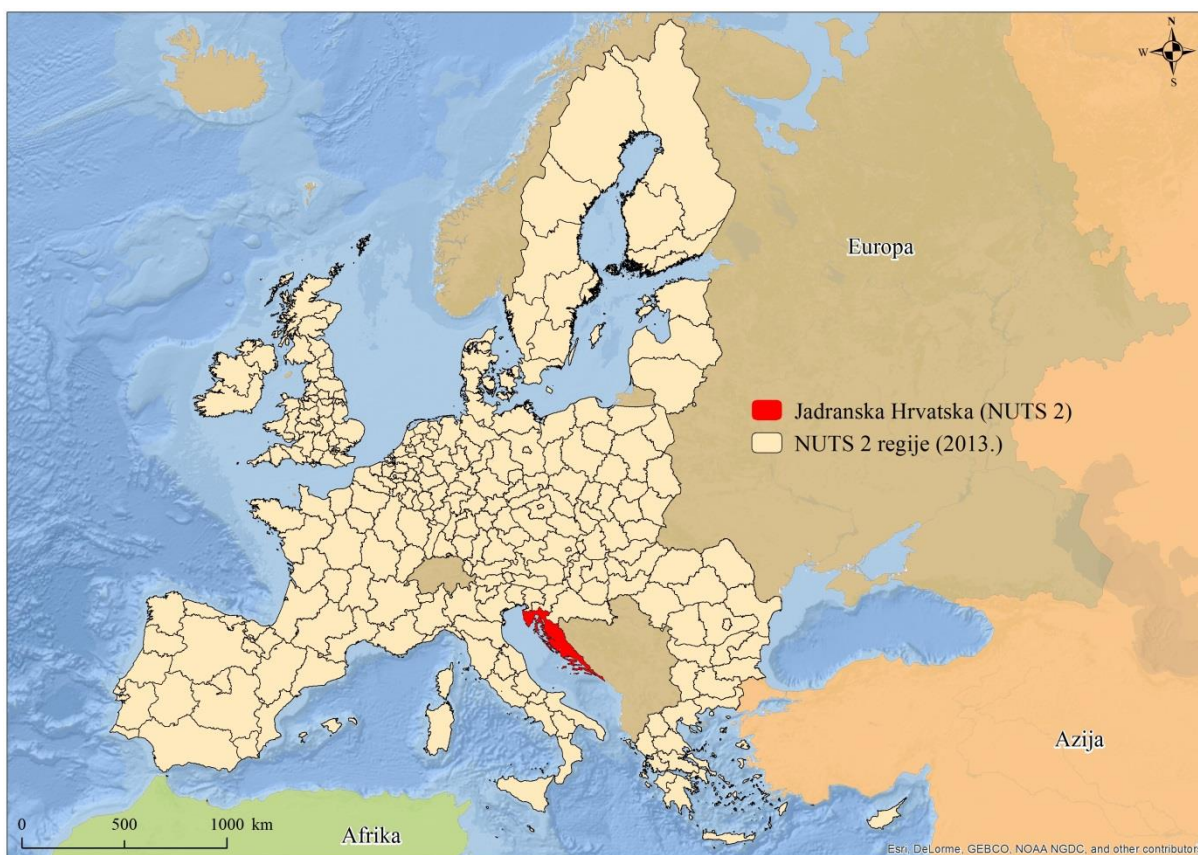 N
W
S
Europa
Jadranska Hrvatska (NUTS 2)
NUTS 2 regije (2013.)
Azija
0 500 1000 km
Afrika
Esri, DeLorme, GEBCO, NOAA NGDC, and other contributors